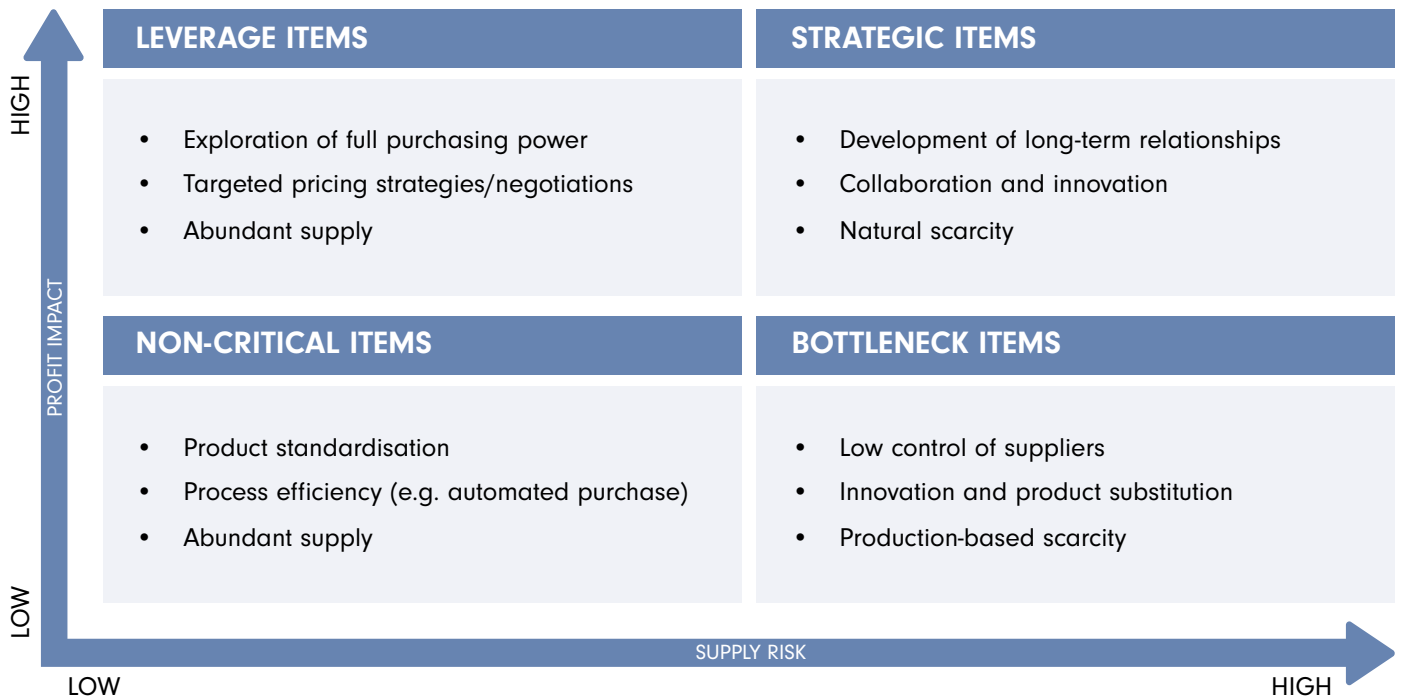 HIGH
LEVERAGE ITEMS
• Exploration of full purchasing power
• Targeted pricing strategies/negotiations
• Abundant supply
STRATEGIC ITEMS
• Development of long-term relationships
• Collaboration and innovation
• Natural scarcity
PROFIT IMPACT
NON-CRITICAL ITEMS
• Product standardisation
• Process efficiency (e.g. automated purchase)
• Abundant supply
BOTTLENECK ITEMS
• Low control of suppliers
• Innovation and product substitution
• Production-based scarcity
LOW
SUPPLY RISK
LOW
HIGH